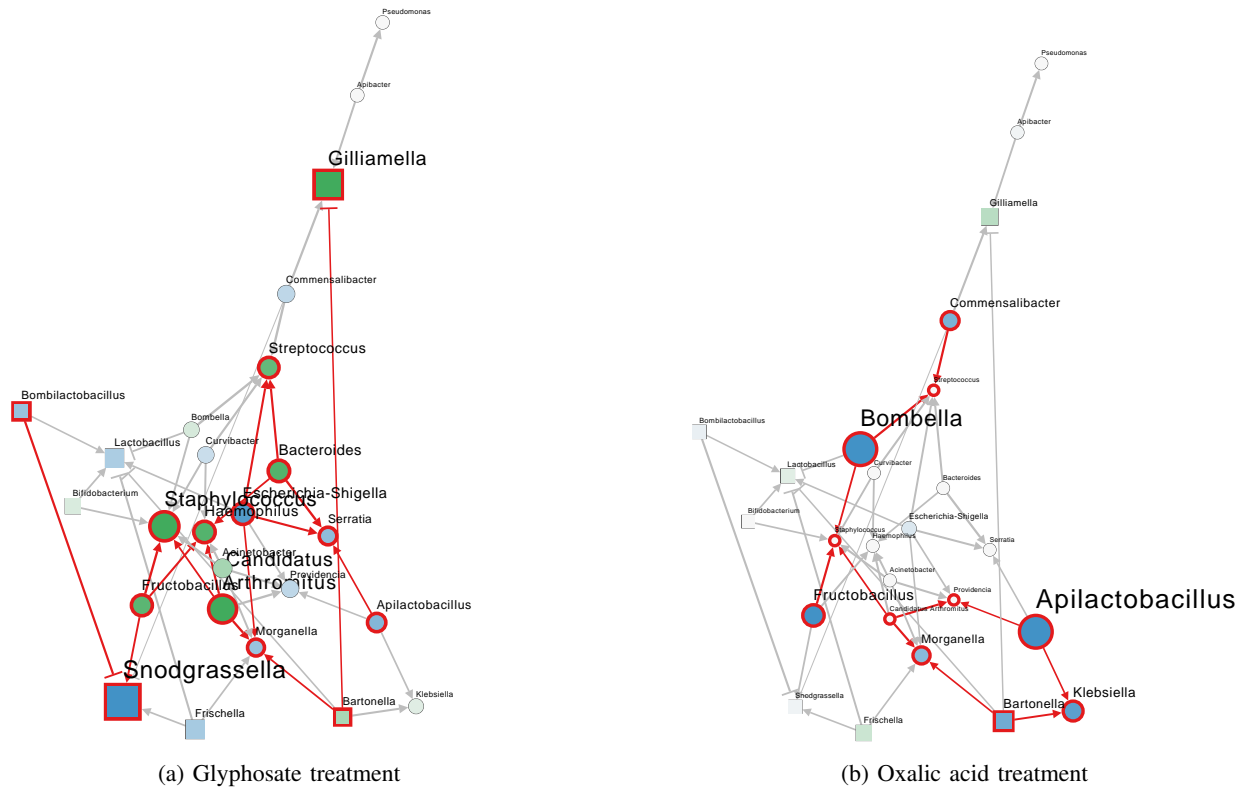 Pseudomonas
Apibacter
Gilliamella
Commensalibacter
Streptococcus
Bombilactobacillus
Bombella
Lactobacillus
Curvibacter
Bacteroides
Bifidobacterium
Staphylococcus
Escherichia-Shigella
Haemophilus
Serratia
Acinetobacter
Candidatus
Arthromitus
Providencia
Fructobacillus
Apilactobacillus
Morganella
Snodgrassella
Frischella
Bartonella
Klebsiella
(a) Glyphosate treatment
Pseudomonas
Apibacter
Gilliamella
Commensalibacter
Streptococcus
Bombella
Bombilactobacillus
Lactobacillus
Curvibacter
Bacteroides
Bifidobacterium
Staphylococcus
Escherichia-Shigella
Haemophilus
Serratia
Acinetobacter
Providencia
Fructobacillus
Candidatus Arthromitus
Apilactobacillus
Morganella
Snodgrassella
Frischella
Bartonella
Klebsiella
(b) Oxalic acid treatment